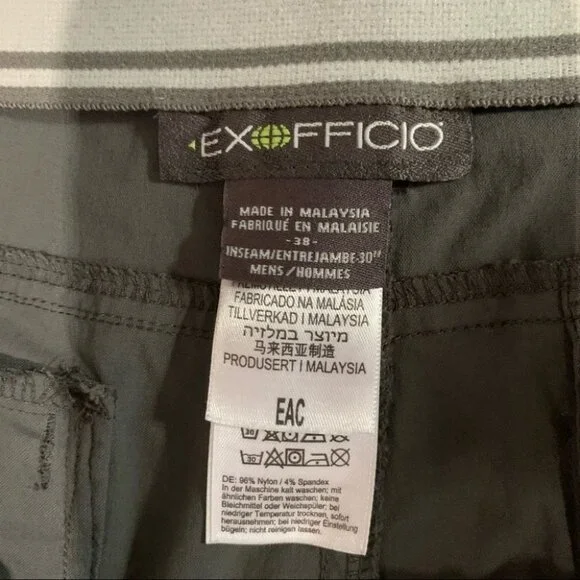 EXOFFICIO
MADE IN MALAYSIA
FABRIQUÉ EN MALAISIE
-38-
INSEAM/ENTREJAMBE-30"
MENS/HOMMES
FABRICADO NA MALÁSIA
TILLVERKAD I MALAYSIA
מיוצר במלזיה
马来西亚制造
PRODUSERT I MALAYSIA
EAC
30
30
DE: 96% Nylon / 4% Spandex
In der Maschine kalt waschen; mit
ähnlichen Farben waschen; keine
Bleichmittel oder Weichspüler; bei
niedriger Temperatur trocknen, sofort
herausnehmen; bei niedriger Einstellung
bügeln; nicht reinigen lassen.